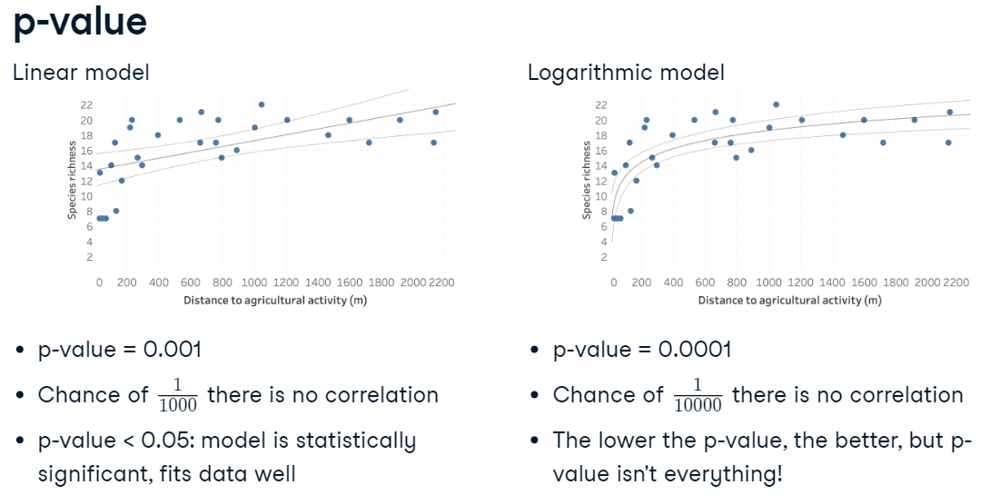 p-value
Linear model
22
20
18
16
14
12
10
8
6
4
2
Species richness
0 200 400 600 800 1000 1200 1400 1600 1800 2000 2200
Distance to agricultural activity (m)
• p-value = 0.001
• Chance of 1/1000 there is no correlation
• p-value < 0.05: model is statistically
significant, fits data well
Logarithmic model
22
20
18
16
14
12
10
8
6
4
2
Species richness
0 200 400 600 800 1000 1200 1400 1600 1800 2000 2200
Distance to agricultural activity (m)
• p-value = 0.0001
• Chance of 1/10000 there is no correlation
• The lower the p-value, the better, but p-
value isn't everything!